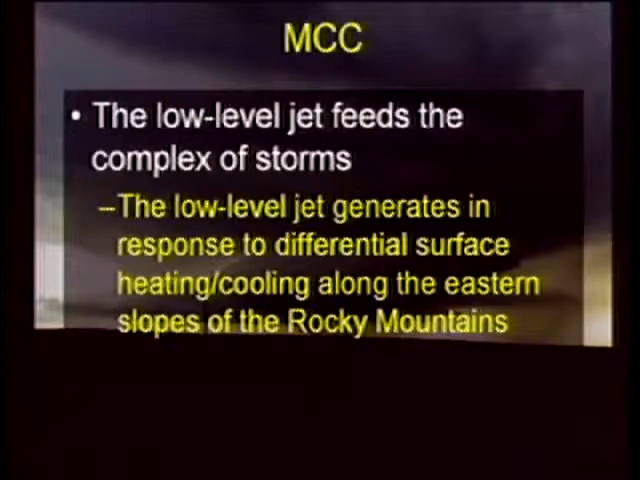 MCC
• The low-level jet feeds the
complex of storms
–The low-level jet generates in
response to differential surface
heating/cooling along the eastern
slopes of the Rocky Mountains